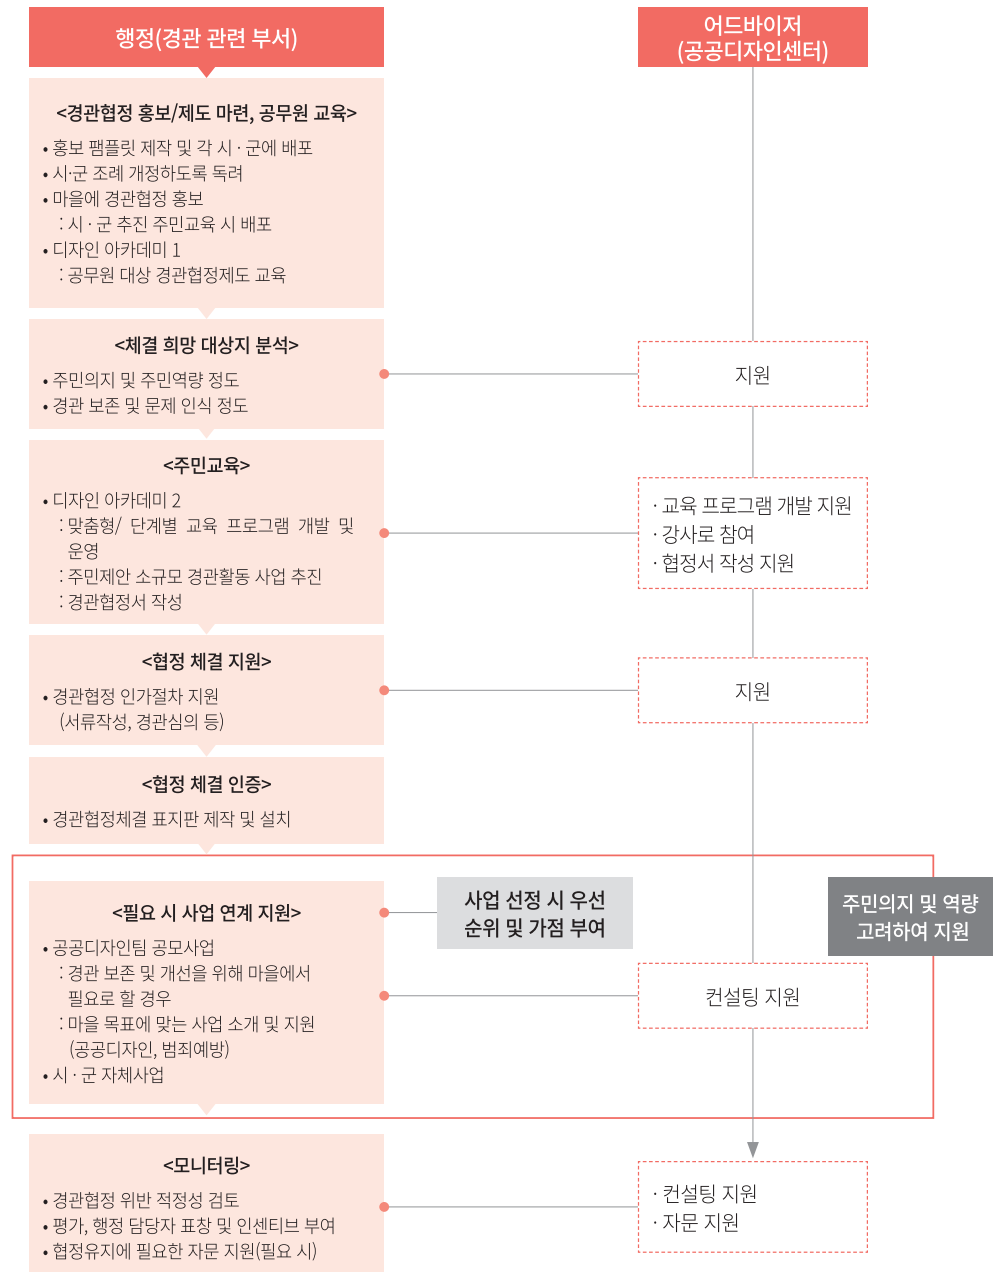 행정(경관 관련 부서)
어드바이저
(공공디자인센터)
<경관협정 홍보/제도 마련, 공무원 교육>
• 홍보 팸플릿 제작 및 각 시 · 군에 배포
• 시·군 조례 개정하도록 독려
• 마을에 경관협정 홍보
: 시 · 군 추진 주민교육 시 배포
• 디자인 아카데미 1
: 공무원 대상 경관협정제도 교육
<체결 희망 대상지 분석>
• 주민의지 및 주민역량 정도
• 경관 보존 및 문제 인식 정도
지원
<주민교육>
• 디자인 아카데미 2
: 맞춤형/ 단계별 교육 프로그램 개발 및
운영
: 주민제안 소규모 경관활동 사업 추진
: 경관협정서 작성
· 교육 프로그램 개발 지원
· 강사로 참여
· 협정서 작성 지원
<협정 체결 지원>
• 경관협정 인가절차 지원
(서류작성, 경관심의 등)
지원
<협정 체결 인증>
• 경관협정체결 표지판 제작 및 설치
<필요 시 사업 연계 지원>
• 공공디자인팀 공모사업
: 경관 보존 및 개선을 위해 마을에서
필요로 할 경우
: 마을 목표에 맞는 사업 소개 및 지원
(공공디자인, 범죄예방)
• 시 · 군 자체사업
사업 선정 시 우선
순위 및 가점 부여
주민의지 및 역량
고려하여 지원
컨설팅 지원
<모니터링>
• 경관협정 위반 적정성 검토
• 평가, 행정 담당자 표창 및 인센티브 부여
• 협정유지에 필요한 자문 지원(필요 시)
· 컨설팅 지원
· 자문 지원